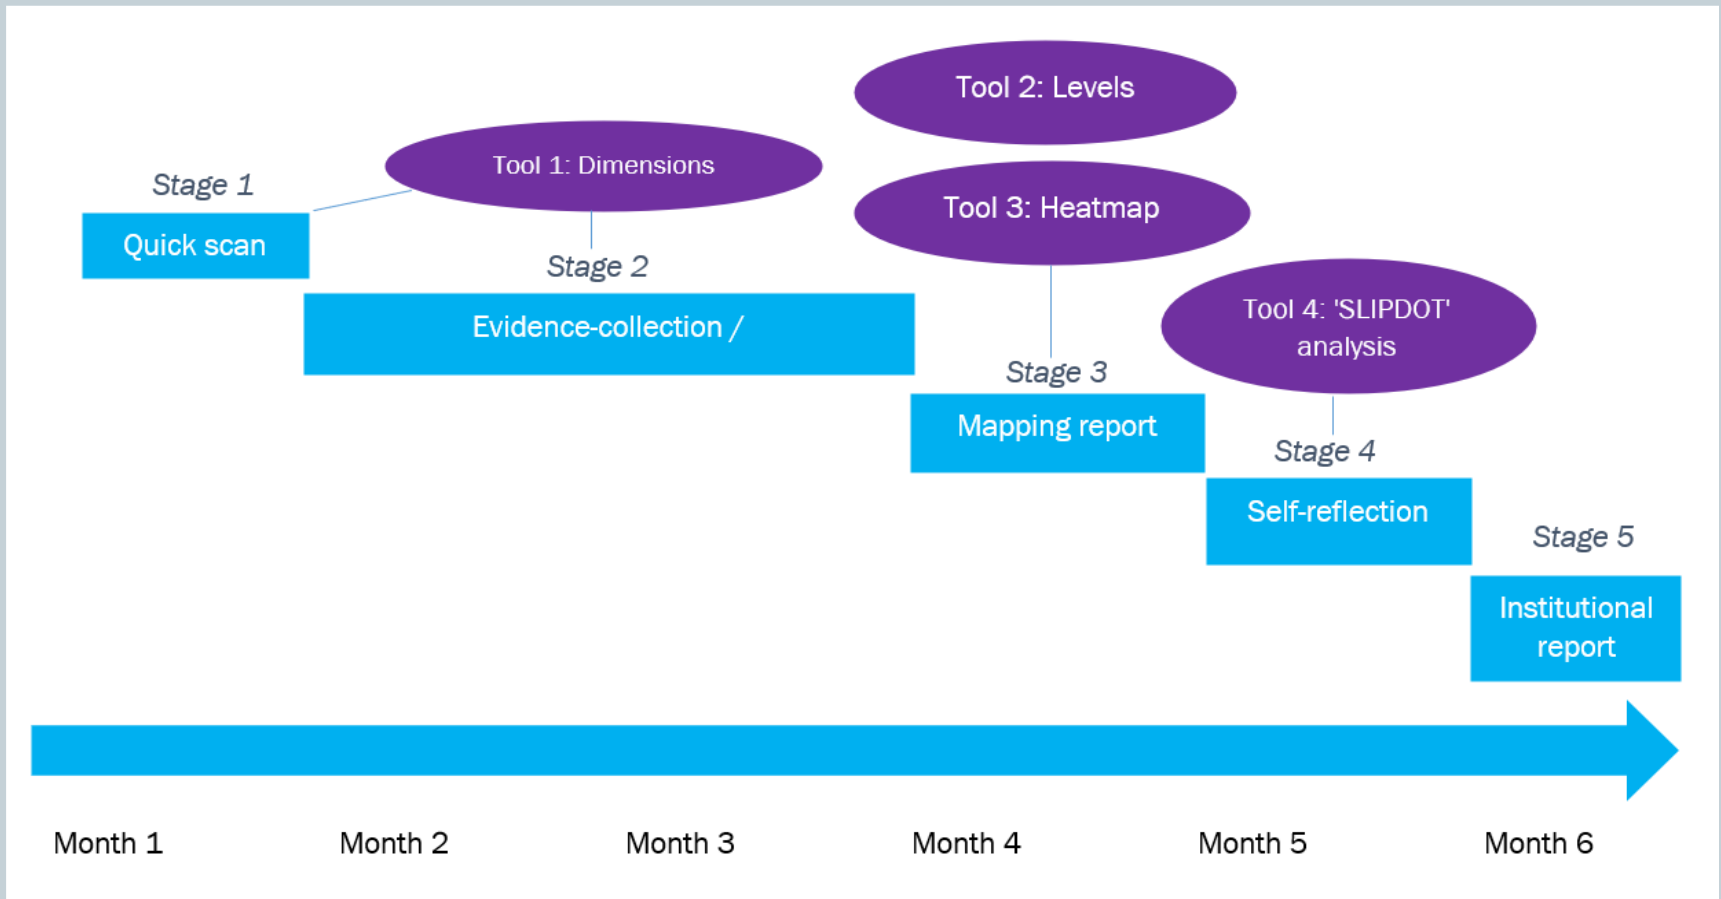 Tool 2: Levels
Tool 1: Dimensions
Stage 1
Tool 3: Heatmap
Quick scan
Stage 2
Evidence-collection /
Tool 4: 'SLIPDOT'
analysis
Stage 3
Mapping report
Stage 4
Self-reflection
Stage 5
Institutional
report
Month 1
Month 2
Month 3
Month 4
Month 5
Month 6